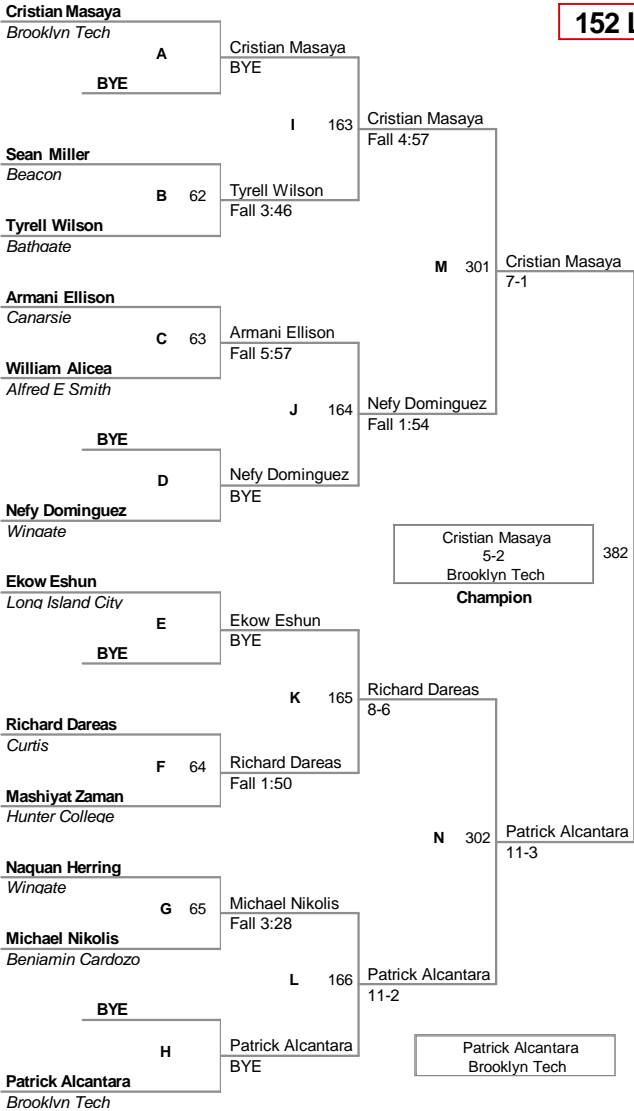 Cristian Masaya
152 L
Brooklyn Tech
A
Cristian Masaya
BYE
BYE
I 163
Cristian Masaya
Fall 4:57
Sean Miller
Beacon
B 62
Tyrell Wilson
Fall 3:46
Tyrell Wilson
Bathgate
M 301
Cristian Masaya
7-1
Armani Ellison
Canarsie
C 63
Armani Ellison
Fall 5:57
William Alicea
Alfred E Smith
J 164
Nefy Dominguez
Fall 1:54
BYE
D
Nefy Dominguez
BYE
Nefy Dominguez
Wingate
Cristian Masaya
5-2
Brooklyn Tech
382
Champion
Ekow Eshun
Long Island City
E
Ekow Eshun
BYE
BYE
K 165
Richard Dareas
8-6
Richard Dareas
Curtis
F 64
Richard Dareas
Fall 1:50
Mashiyat Zaman
Hunter College
N 302
Patrick Alcantara
11-3
Naquan Herring
Wingate
G 65
Michael Nikolis
Fall 3:28
Michael Nikolis
Benjamin Cardozo
L 166
Patrick Alcantara
11-2
BYE
H
Patrick Alcantara
BYE
Patrick Alcantara
Brooklyn Tech
Patrick Alcantara
Brooklyn Tech